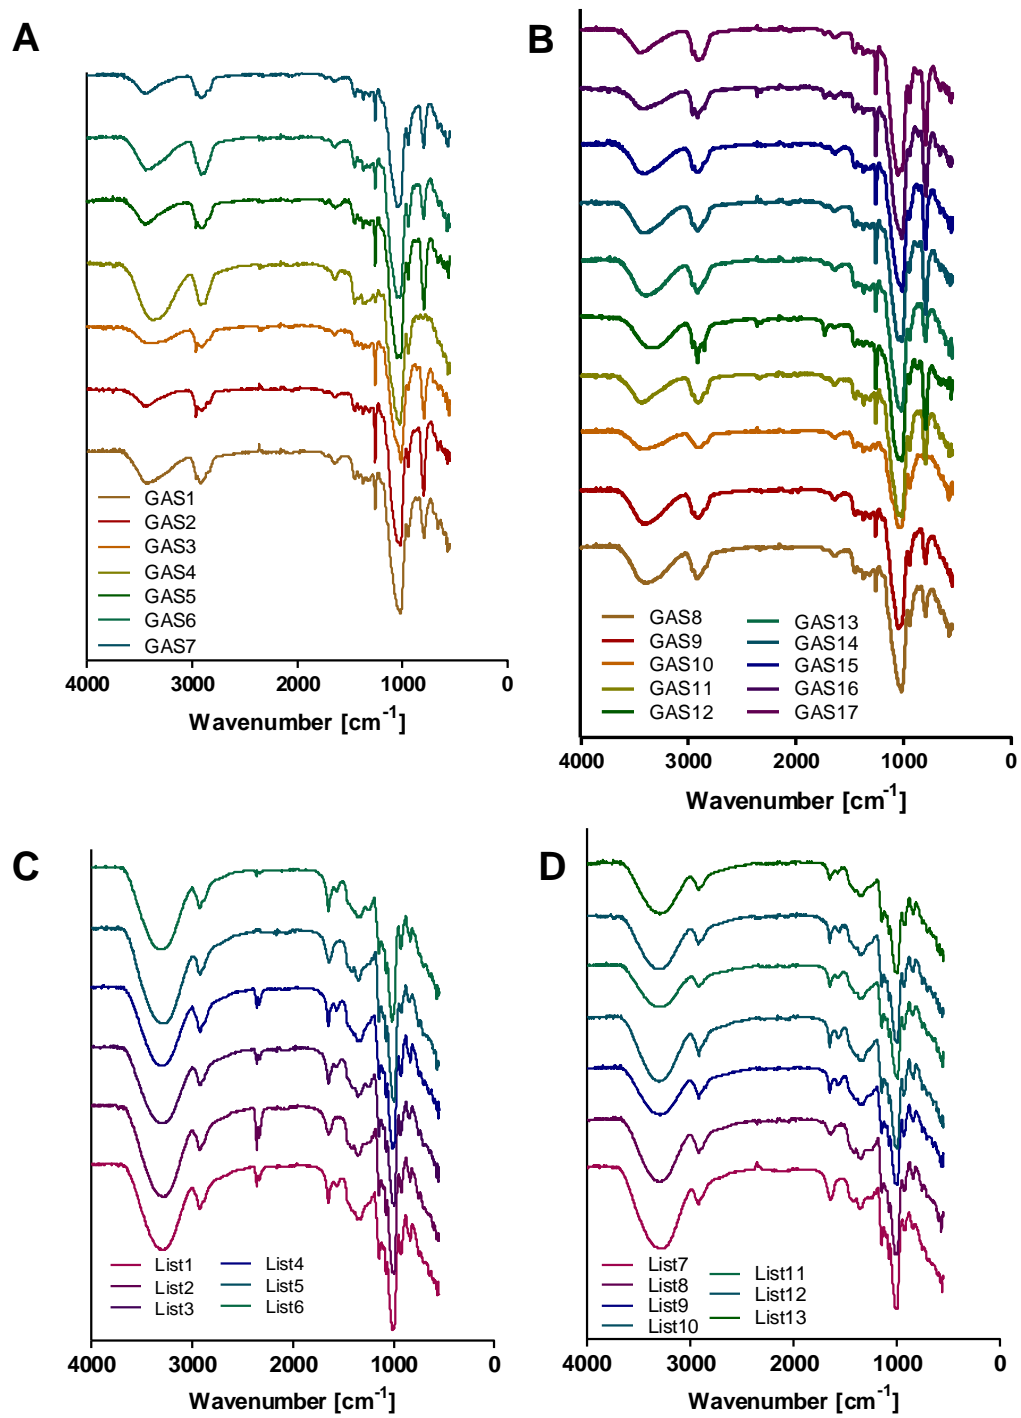 A
GAS1
GAS2
GAS3
GAS4
GAS5
GAS6
GAS7
4000 3000 2000 1000 0
Wavenumber [cm⁻¹]
B
GAS8 GAS13
GAS9 GAS14
GAS10 GAS15
GAS11 GAS16
GAS12 GAS17
4000 3000 2000 1000 0
Wavenumber [cm⁻¹]
C
List1 List4
List2 List5
List3 List6
4000 3000 2000 1000 0
Wavenumber [cm⁻¹]
D
List7 List11
List8 List12
List9 List13
List10
4000 3000 2000 1000 0
Wavenumber [cm⁻¹]